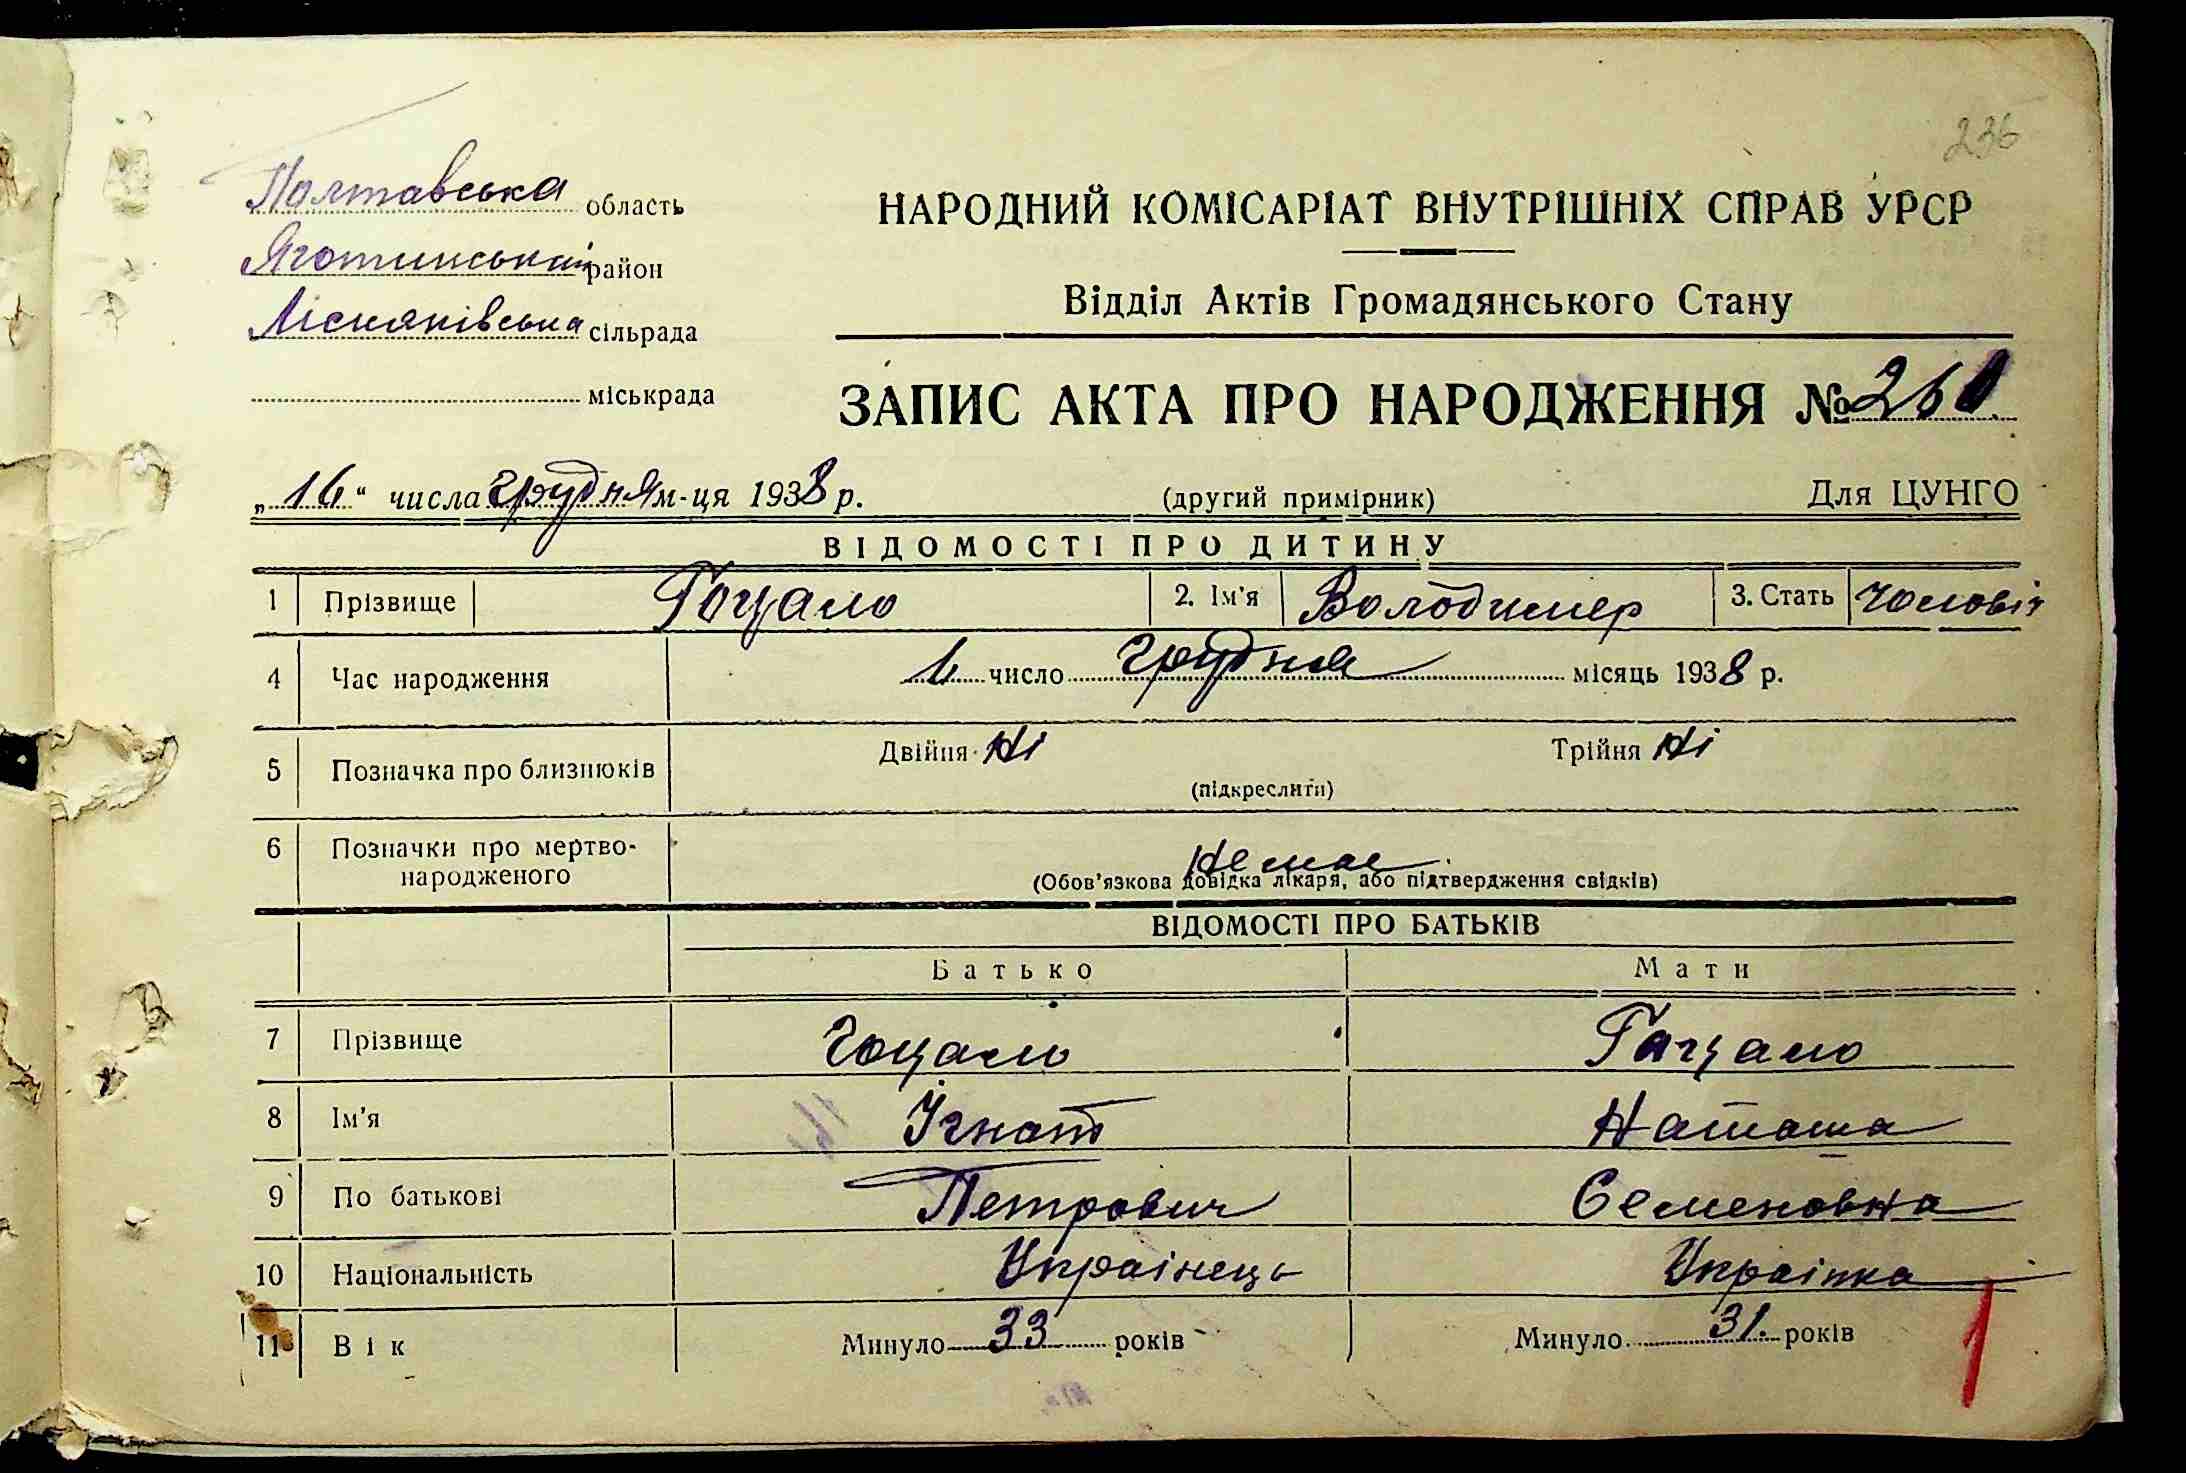 236
Полтавська область
Яготинський район
Лісняківська сільрада
міськрада
НАРОДНИЙ КОМІСАРІАТ ВНУТРІШНІХ СПРАВ УРСР
Відділ Актів Громадянського Стану
ЗАПИС АКТА ПРО НАРОДЖЕННЯ №
„16“ числа грудня м-ця 1938 р. (другий примірник) Для ЦУНГО
ВІДОМОСТІ ПРО ДИТИНУ
1 Прізвище Гоцало 2. Ім'я Володимер 3. Стать чоловіч
4 Час народження число грудня місяць 1938 р.
5 Позначка про близнюків Двійня Ні Трійня Ні
(підкреслити)
6 Позначки про мертво-
народженого Немає
(Обов'язкова довідка лікаря, або підтвердження свідків)
ВІДОМОСТІ ПРО БАТЬКІВ
Батько Мати
7 Прізвище Гоцало Гоцало
8 Ім'я Ігнат Наташа
9 По батькові Петрович Семеновна
10 Національність Українець Українка
11 Вік Минуло 33 років Минуло 31. років
1